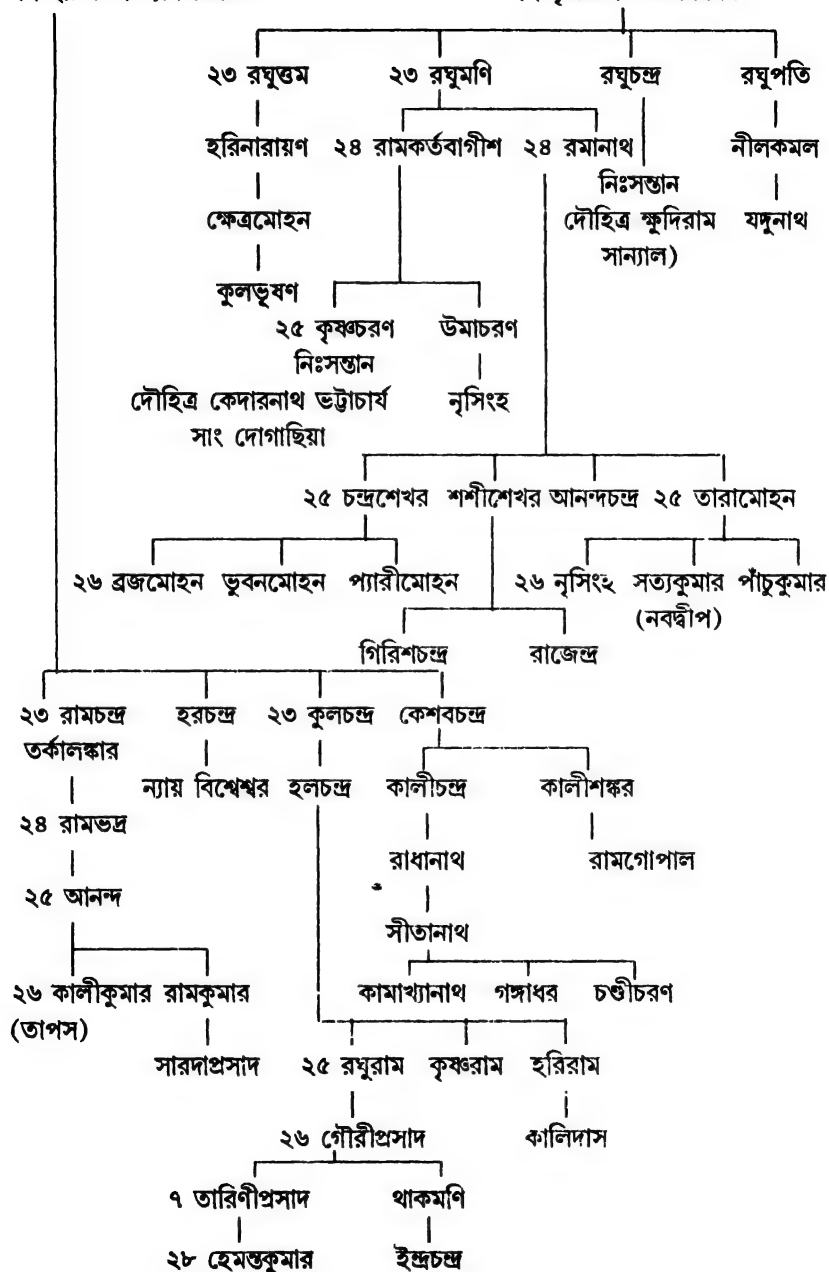 ২৩ রঘুত্তম ২৩ রঘুমণি রঘুচন্দ্র রঘুপতি
হরিনারায়ণ ২৪ রামকর্তবাগীশ ২৪ রমানাথ নীলকমল
নিঃসন্তান
ক্ষেত্রমোহন দৌহিত্র ক্ষুদিরাম যদুনাথ
সান্যাল)
কুলভূষণ
২৫ কৃষ্ণচরণ উমাচরণ
নিঃসন্তান
দৌহিত্র কেদারনাথ ভট্টাচার্য নৃসিংহ
সাং দোগাছিয়া
২৫ চন্দ্রশেখর শশীশেখর আনন্দচন্দ্র ২৫ তারামোহন
২৬ ব্রজমোহন ভুবনমোহন প্যারীমোহন ২৬ নৃসিংহ সত্যকুমার পাঁচুকুমার
(নবদ্বীপ)
গিরিশচন্দ্র রাজেন্দ্র
২৩ রামচন্দ্র হরচন্দ্র ২৩ কুলচন্দ্র কেশবচন্দ্র
তর্কালঙ্কার
ন্যায় বিশ্বেশ্বর হলচন্দ্র কালীচন্দ্র কালীশঙ্কর
২৪ রামভদ্র
রাধানাথ রামগোপাল
২৫ আনন্দ
সীতানাথ
২৬ কালীকুমার রামকুমার কামাখ্যানাথ গঙ্গাধর চণ্ডীচরণ
(তাপস)
সারদাপ্রসাদ ২৫ রঘুরাম কৃষ্ণরাম হরিরাম
২৬ গৌরীপ্রসাদ কালিদাস
৭ তারিণীপ্রসাদ থাকমণি
২৮ হেমন্তকুমার ইন্দ্রচন্দ্র